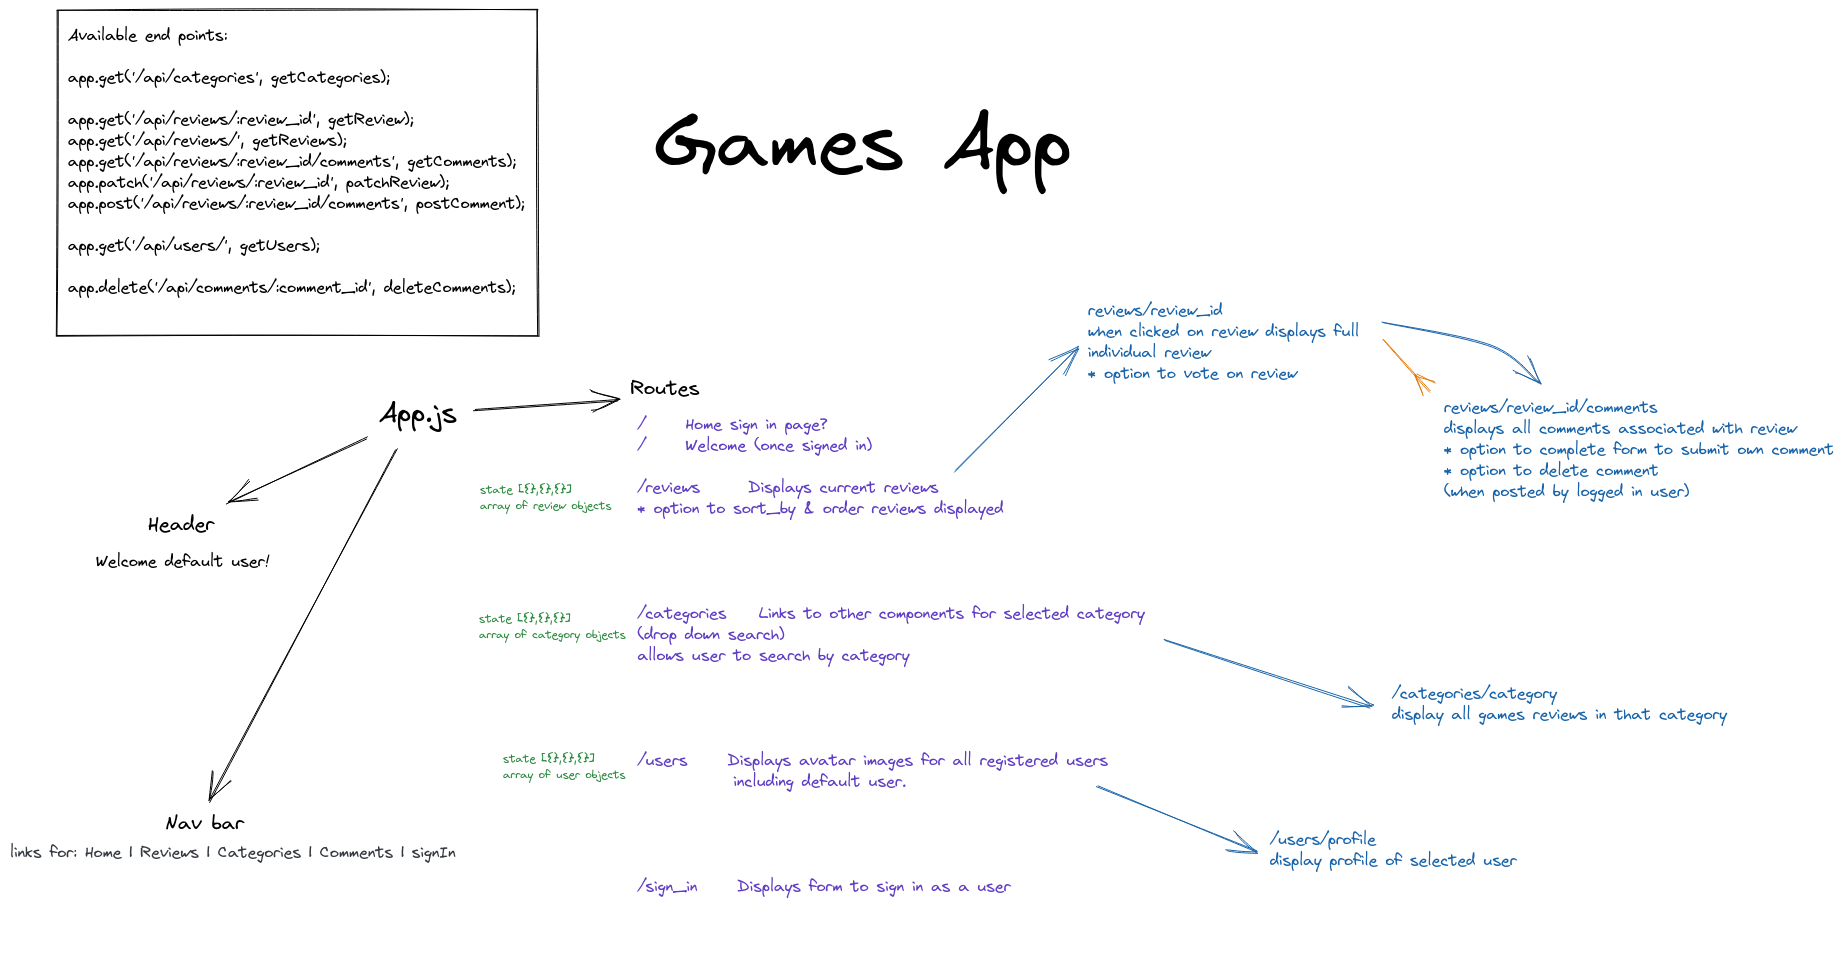 Available end points:
app.get('/api/categories', getCategories);
app.get('/api/reviews/:review_id', getReview);
app.get('/api/reviews/', getReviews);
app.get('/api/reviews/:review_id/comments', getComments);
app.patch('/api/reviews/:review_id', patchReview);
app.post('/api/reviews/:review_id/comments', postComment);
app.get('/api/users/', getUsers);
app.delete('/api/comments/:comment_id', deleteComments);
Games App
App.js
Header
Welcome default user!
Nav bar
links for: Home | Reviews | Categories | Comments | signIn
Routes
/ Home sign in page?
/ Welcome (once signed in)
state [{},{},{}]
array of review objects
/reviews Displays current reviews
* option to sort_by & order reviews displayed
reviews/review_id
when clicked on review displays full
individual review
* option to vote on review
reviews/review_id/comments
displays all comments associated with review
* option to complete form to submit own comment
* option to delete comment
(when posted by logged in user)
state [{},{},{}]
array of category objects
/categories Links to other components for selected category
(drop down search)
allows user to search by category
/categories/category
display all games reviews in that category
state [{},{},{}]
array of user objects
/users Displays avatar images for all registered users
including default user.
/users/profile
display profile of selected user
/sign_in Displays form to sign in as a user